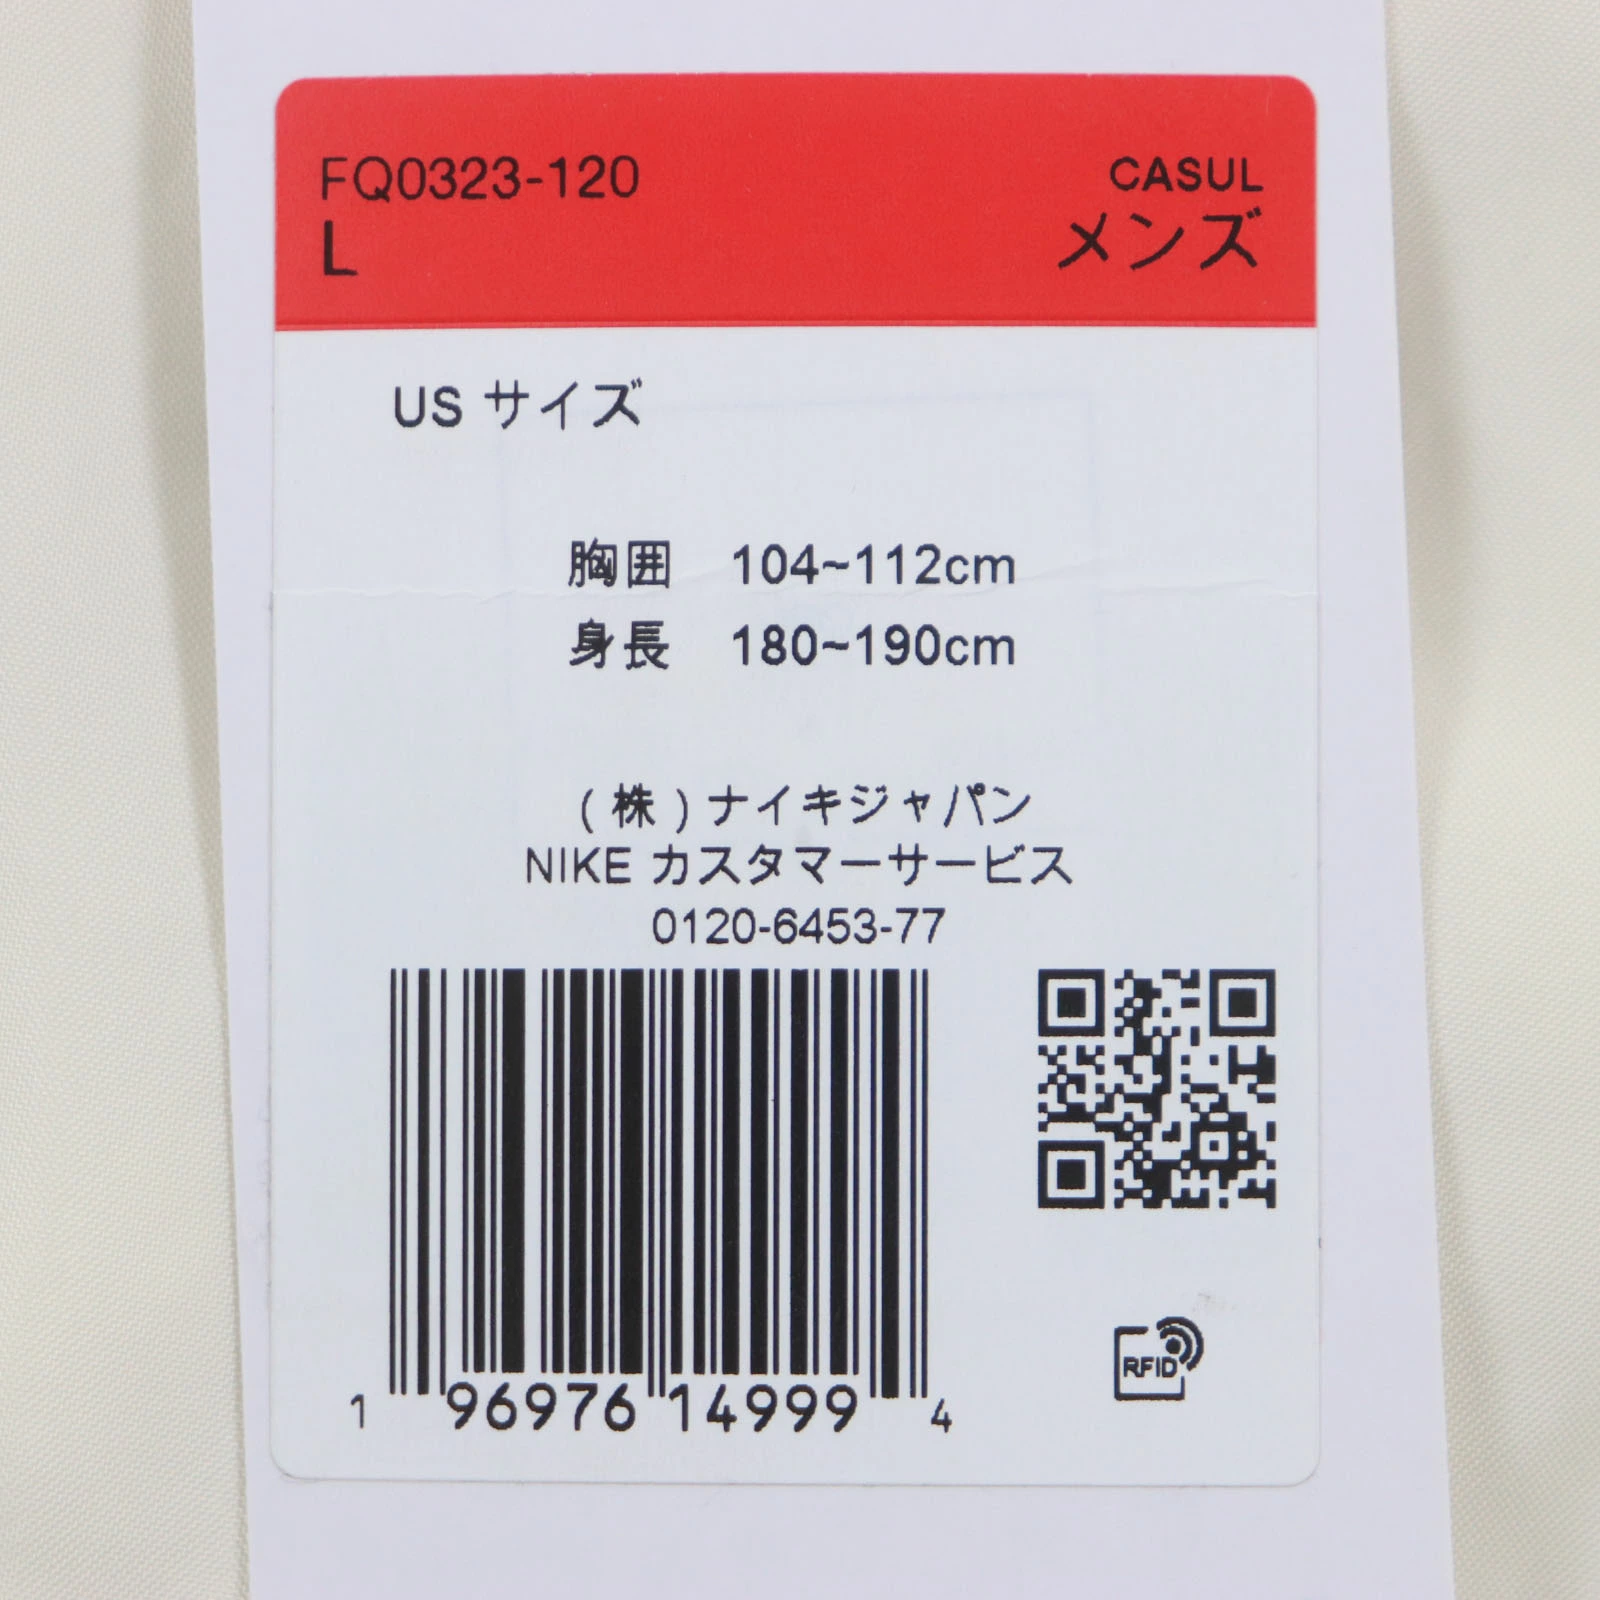 FQ0323-120 CASUL
L メンズ
US サイズ
胸囲 104~112cm
身長 180~190cm
(株)ナイキジャパン
NIKE カスタマーサービス
0120-6453-77
1 96976 14999 4
RFID